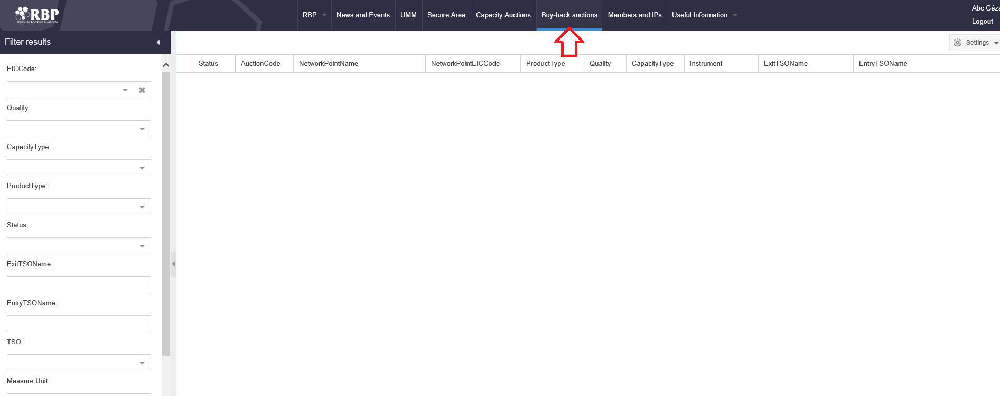 RBP
REGIONAL BOOKING PLATFORM
RBP
News and Events
UMM
Secure Area
Capacity Auctions
Buy-back auctions
Members and IPs
Useful Information
Abc Géza
Logout
Filter results
Settings
Status
AuctionCode
NetworkPointName
NetworkPointEICCode
ProductType
Quality
CapacityType
Instrument
ExitTSOName
EntryTSOName
EICCode:
Quality:
CapacityType:
ProductType:
Status:
ExitTSOName:
EntryTSOName:
TSO:
Measure Unit: